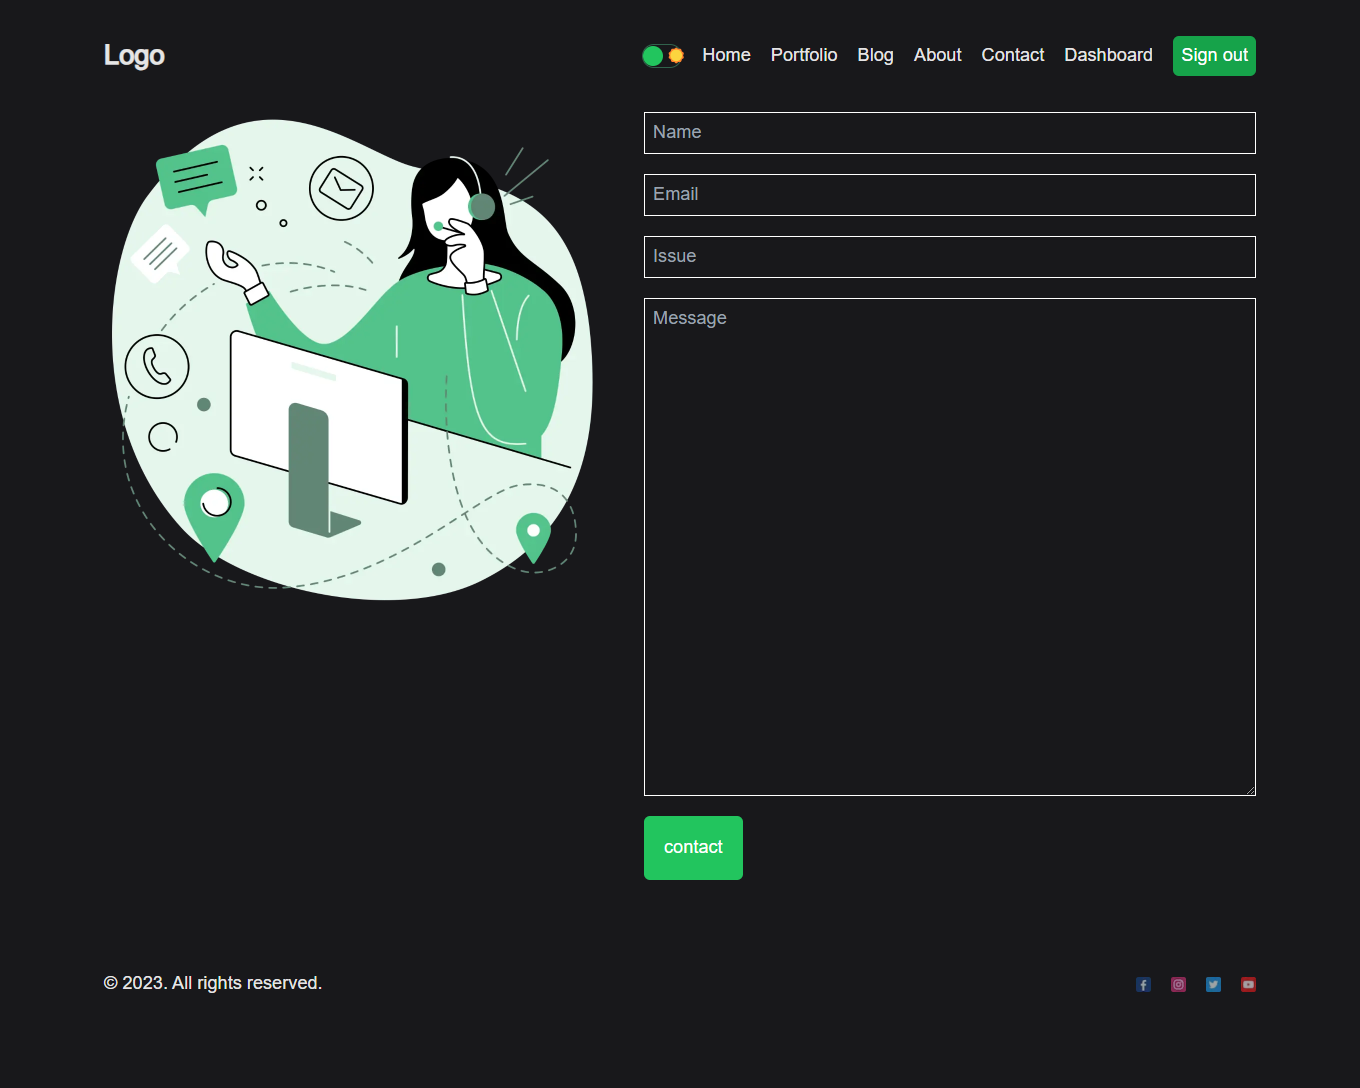 Logo
Home Portfolio Blog About Contact Dashboard Sign out
Name
Email
Issue
Message
contact
© 2023. All rights reserved.